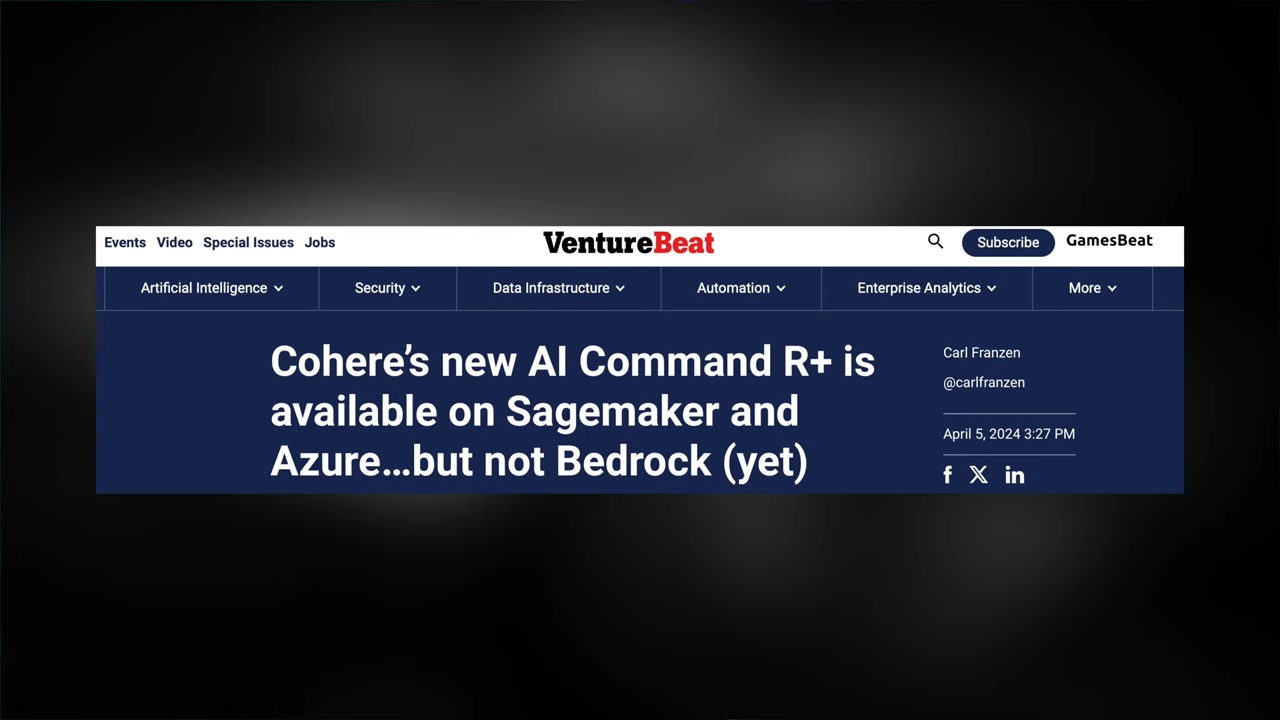 Events Video Special Issues Jobs
VentureBeat
Subscribe
GamesBeat
Artificial Intelligence
Security
Data Infrastructure
Automation
Enterprise Analytics
More
Cohere’s new AI Command R+ is
available on Sagemaker and
Azure...but not Bedrock (yet)
Carl Franzen
@carlfranzen
April 5, 2024 3:27 PM